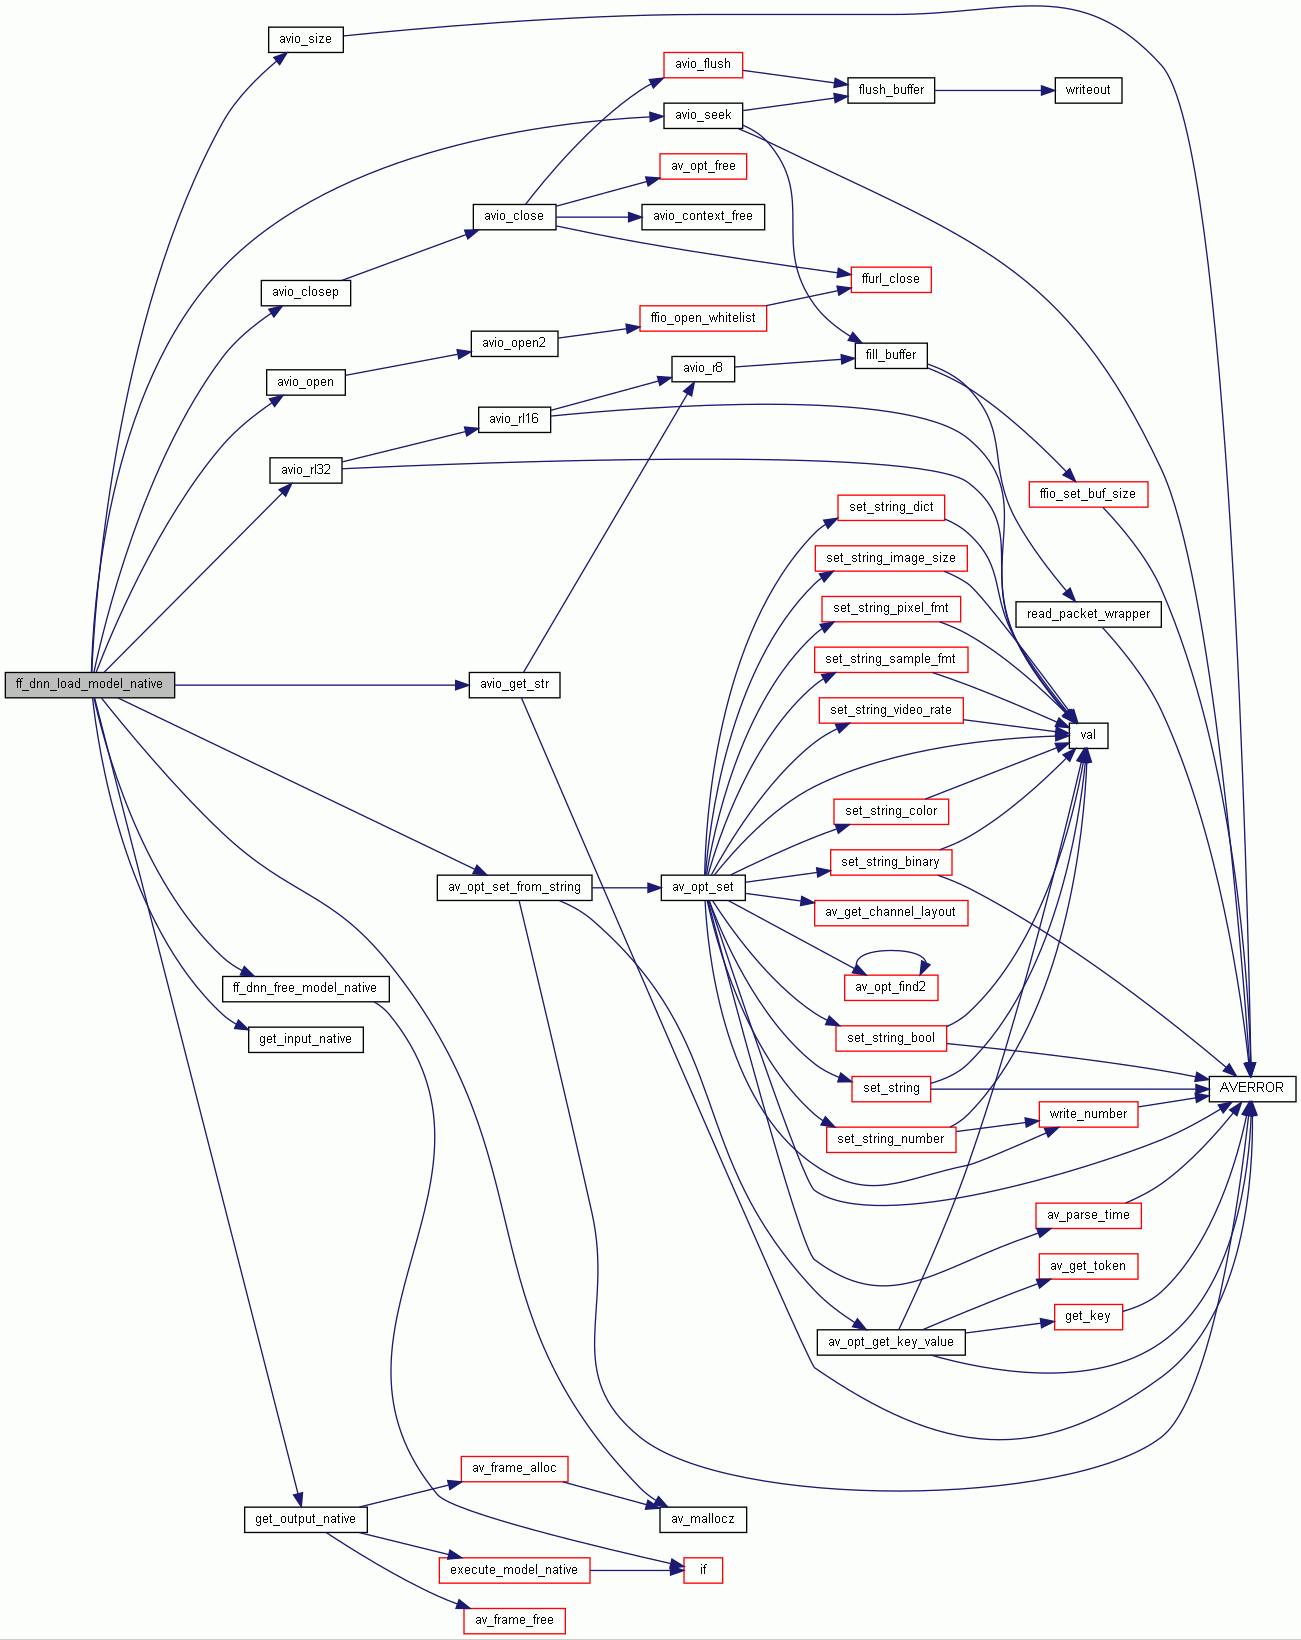 avio_size
avio_flush
flush_buffer
writeout
avio_seek
av_opt_free
avio_close
avio_context_free
ffurl_close
avio_closep
ffio_open_whitelist
avio_open2
fill_buffer
avio_r8
avio_open
avio_rl16
avio_rl32
ffio_set_buf_size
set_string_dict
set_string_image_size
set_string_pixel_fmt
read_packet_wrapper
set_string_sample_fmt
ff_dnn_load_model_native
avio_get_str
set_string_video_rate
val
set_string_color
set_string_binary
av_opt_set_from_string
av_opt_set
av_get_channel_layout
ff_dnn_free_model_native
av_opt_find2
get_input_native
set_string_bool
set_string
AVERROR
write_number
set_string_number
av_parse_time
av_get_token
get_key
av_opt_get_key_value
av_frame_alloc
get_output_native
av_mallocz
execute_model_native
if
av_frame_free